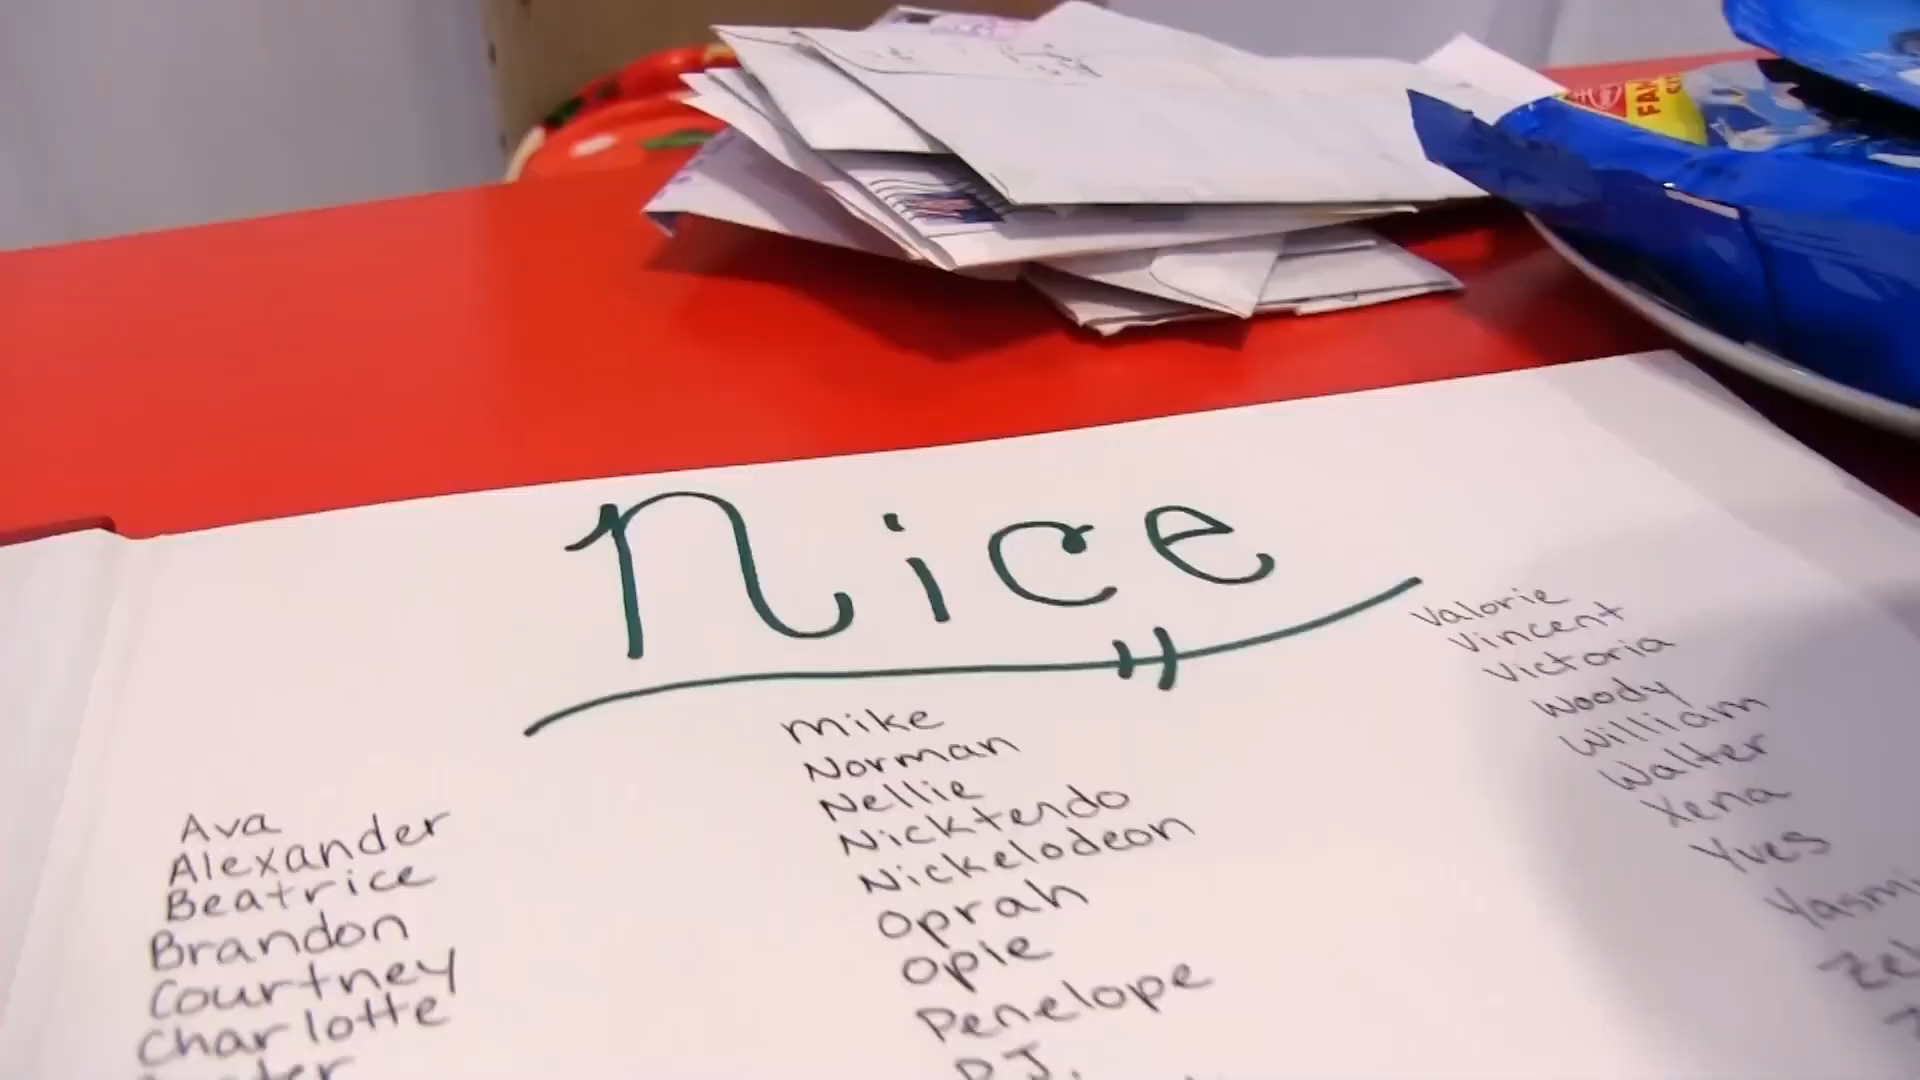 Nice
Ava
Alexander
Beatrice
Brandon
Courtney
Charlotte
Mike
Norman
Nellie
Nicktendo
Nickelodeon
Oprah
Opie
Penelope
P.J.
Valorie
Vincent
Victoria
Woody
William
Walter
Xena
Yves